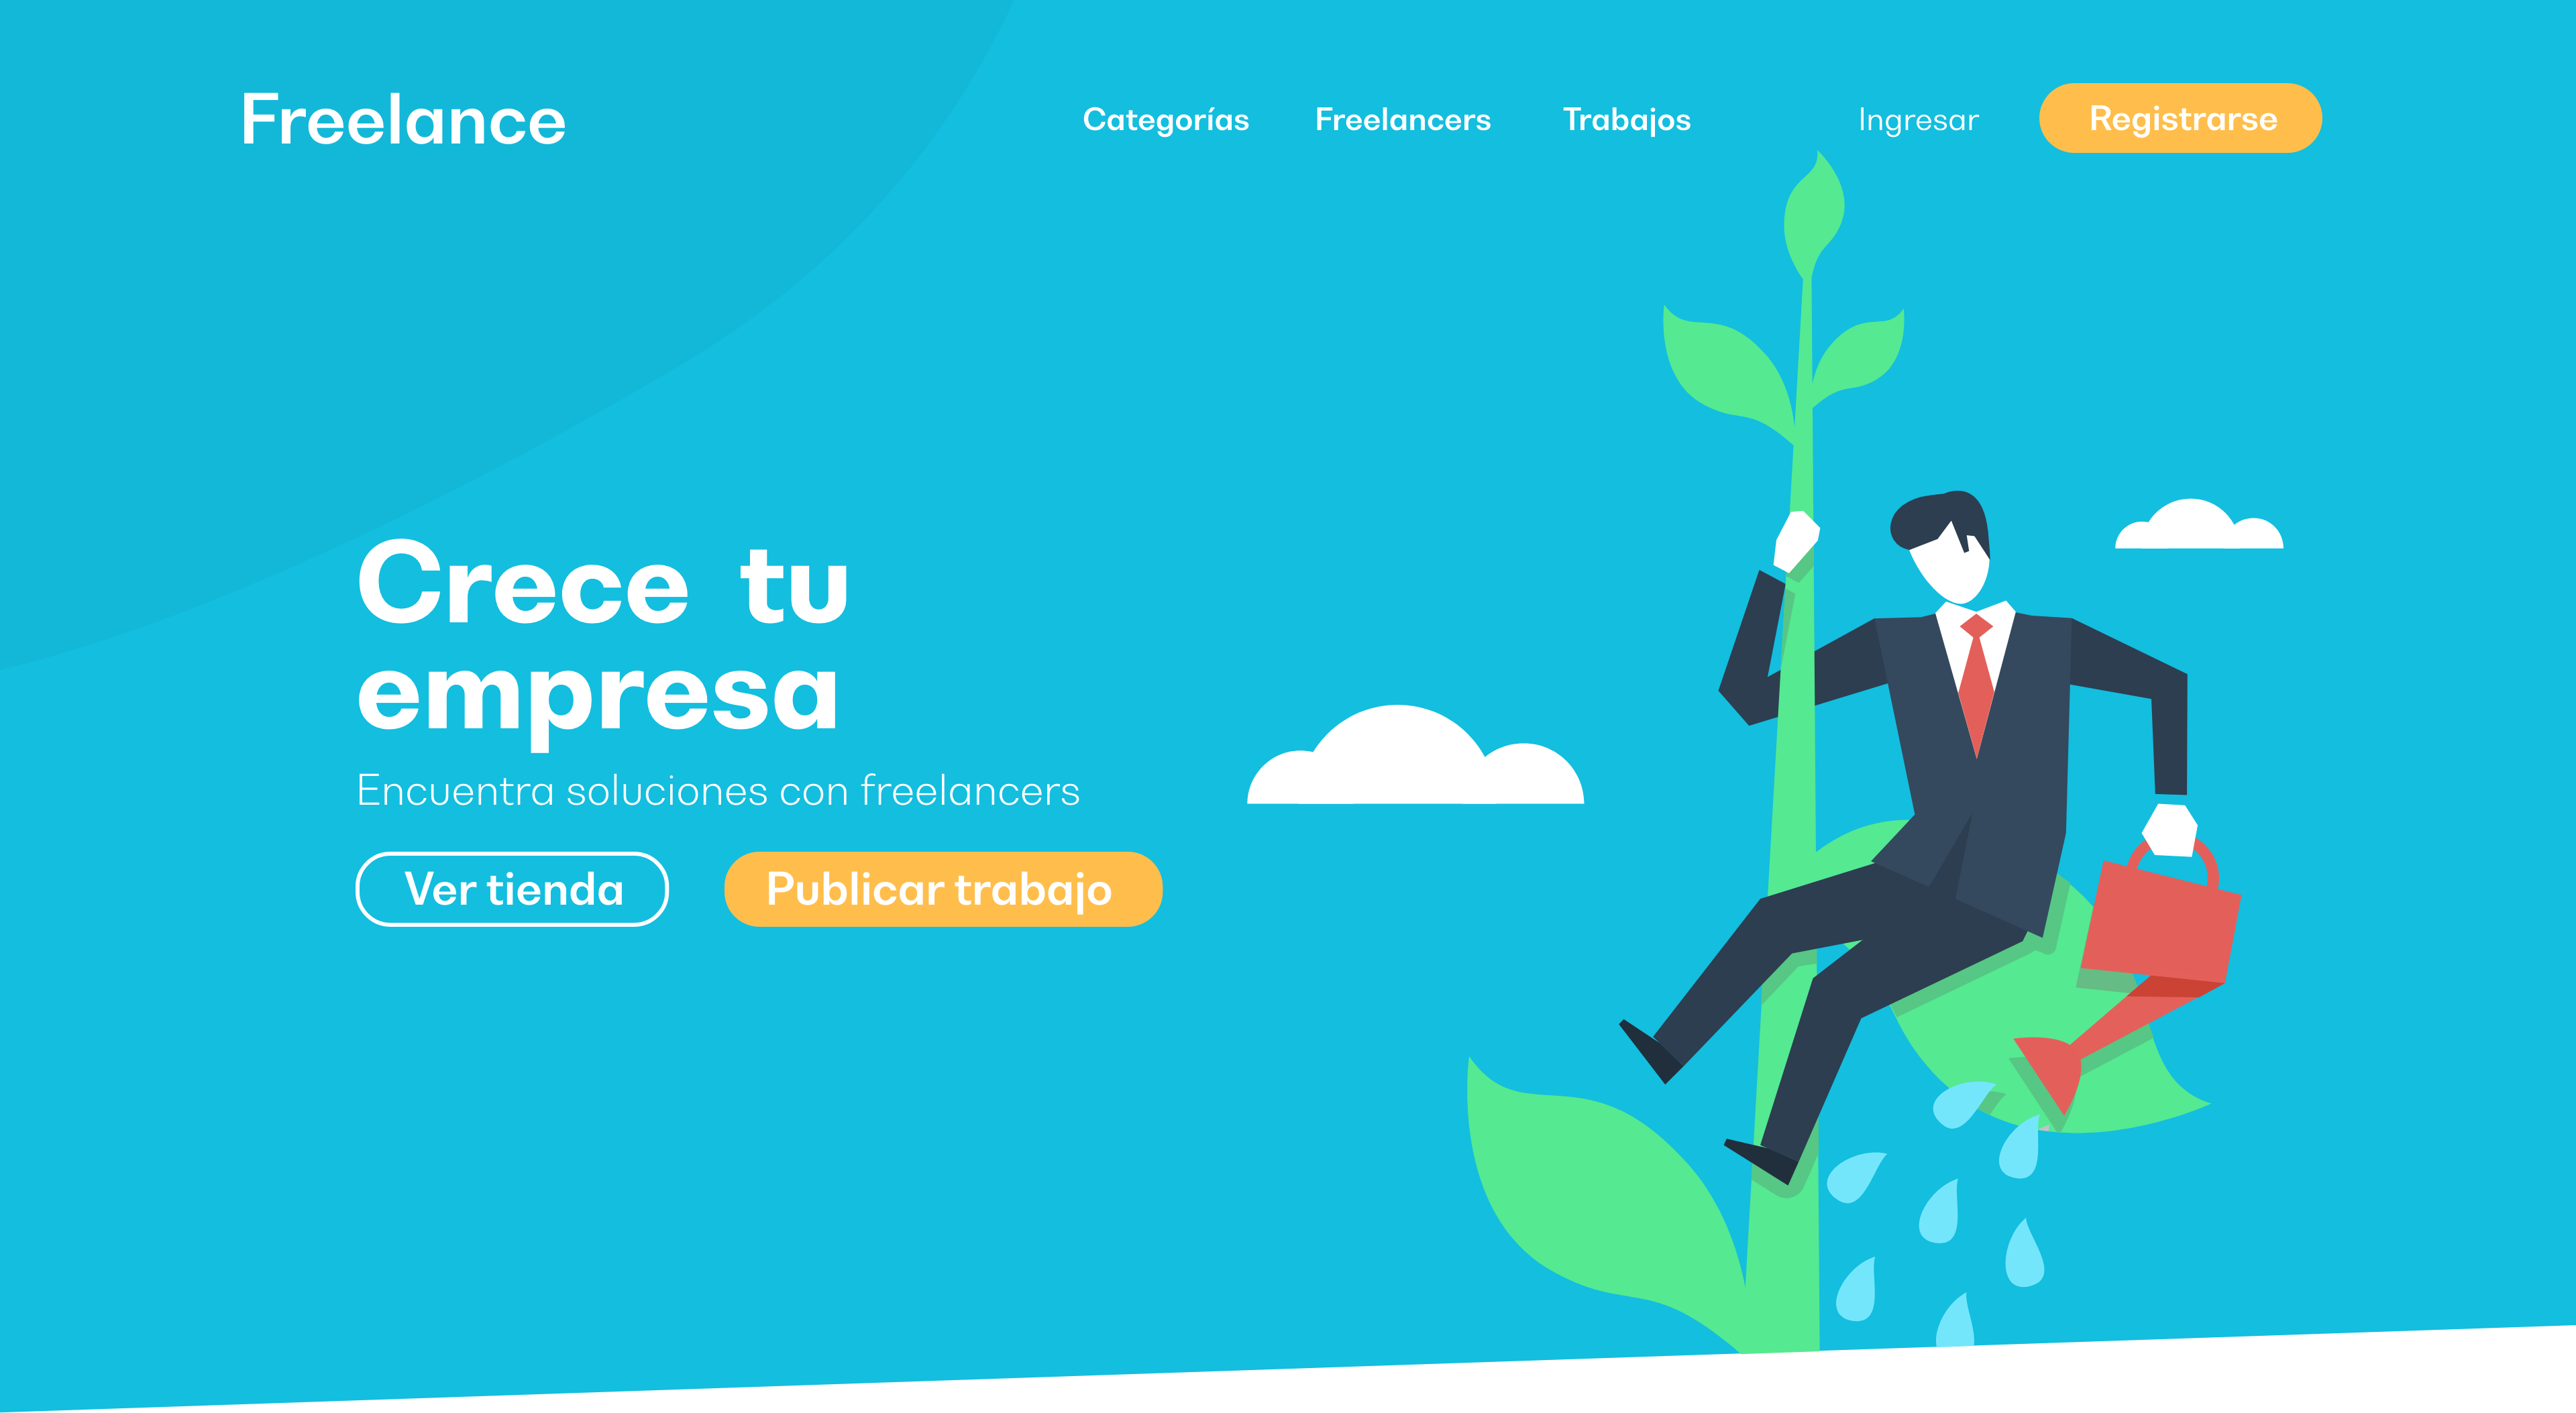 Freelance
Categorías Freelancers Trabajos Ingresar Registrarse
Crece tu
empresa
Encuentra soluciones con freelancers
Ver tienda Publicar trabajo